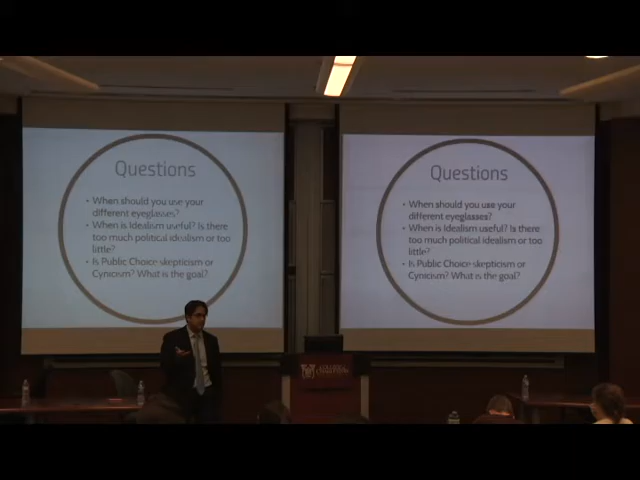 Questions
• When should you use your
different eyeglasses?
• When is Idealism useful? Is there
too much political idealism or too
little?
• Is Public Choice skepticism or
Cynicism? What is the goal?
Questions
• When should you use your
different eyeglasses?
• When is Idealism useful? Is there
too much political idealism or too
little?
• Is Public Choice skepticism or
Cynicism? What is the goal?